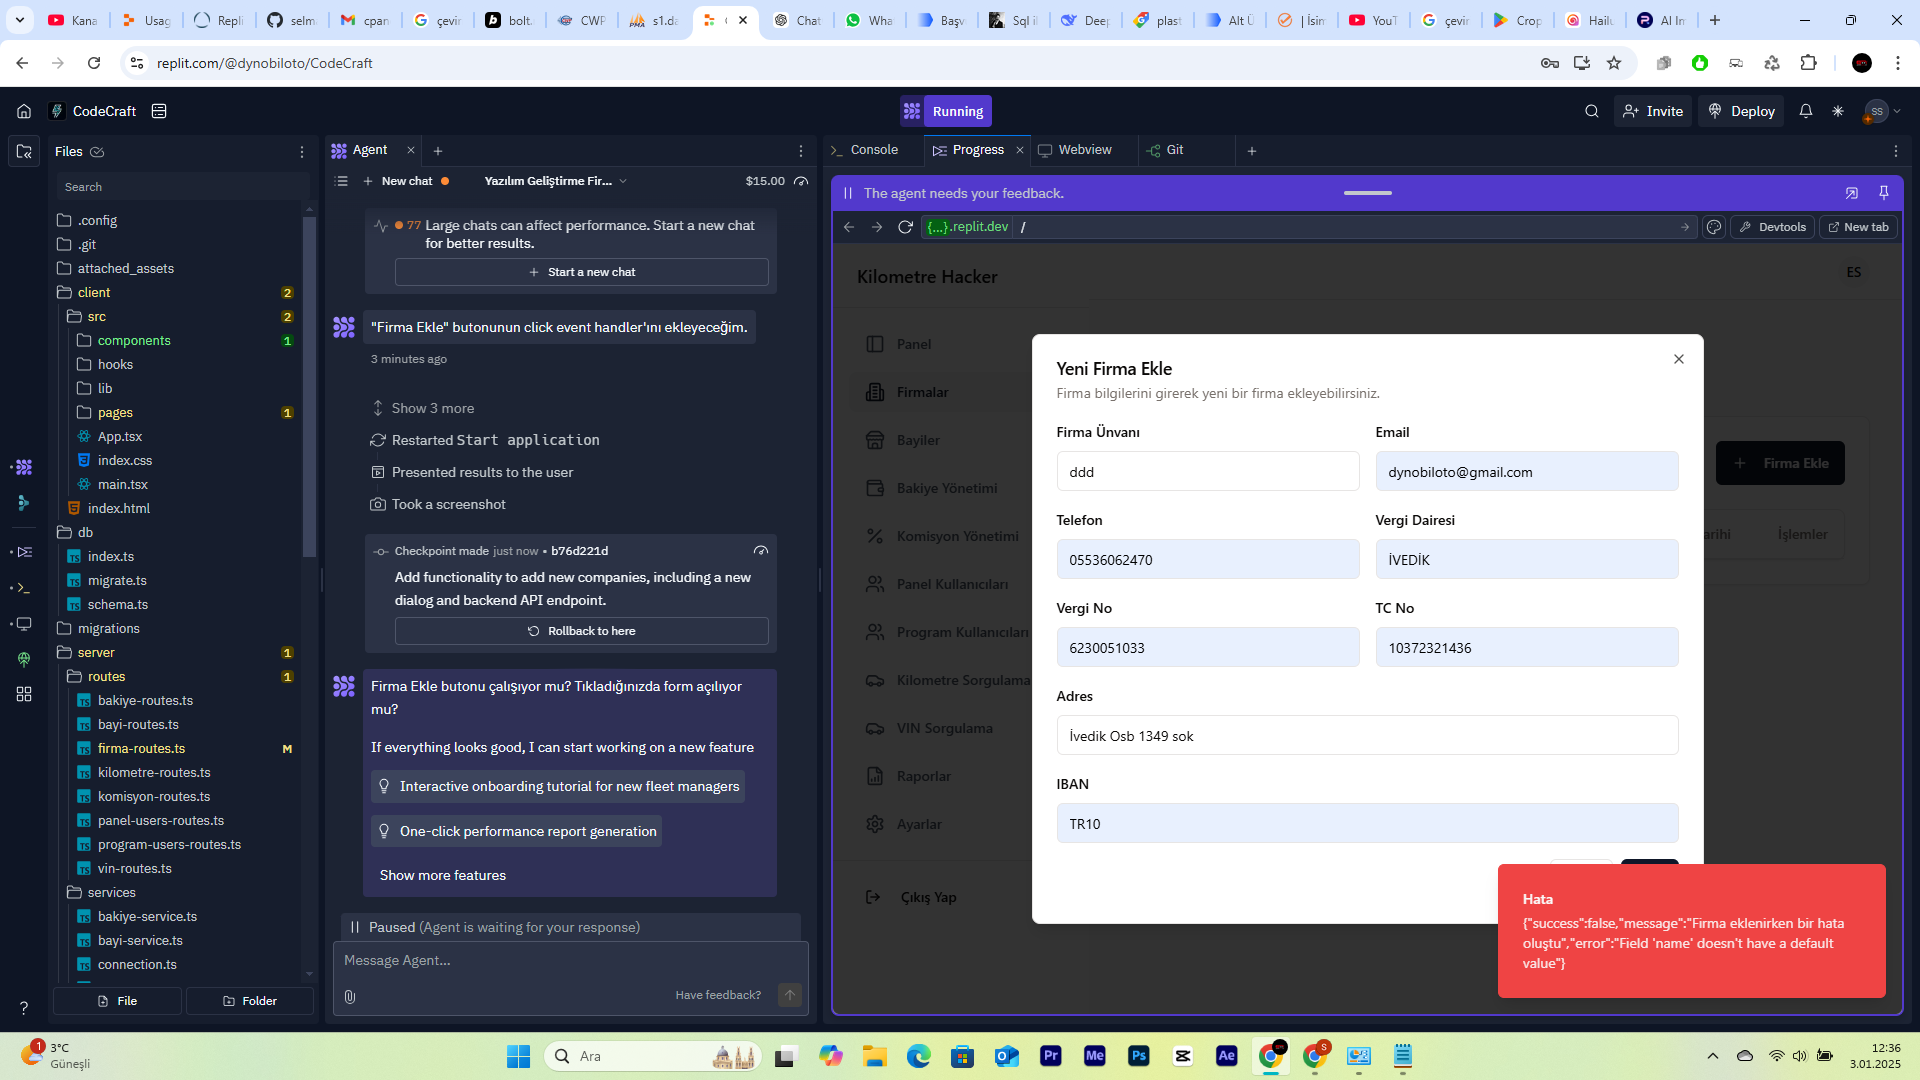 Kana
Usag
Repli
selm
cpan
çevir
bolt.
CWP
s1.da
Chat
Wha
Başv
Sql il
Deep
plast
Alt Ü
| İsim
YouT
çevir
Crop
Hailu
AI In
replit.com/@dynobiloto/CodeCraft
CodeCraft
Running
Invite
Deploy
SS
Files
Search
.config
.git
attached_assets
client 2
src 2
components 1
hooks
lib
pages 1
App.tsx
index.css
main.tsx
index.html
db
index.ts
migrate.ts
schema.ts
migrations
server 1
routes 1
bakiye-routes.ts
bayi-routes.ts
firma-routes.ts M
kilometre-routes.ts
komisyon-routes.ts
panel-users-routes.ts
program-users-routes.ts
vin-routes.ts
services
bakiye-service.ts
bayi-service.ts
connection.ts
File
Folder
Agent
New chat
Yazılım Geliştirme Fir...
$15.00
77 Large chats can affect performance. Start a new chat
for better results.
Start a new chat
"Firma Ekle" butonunun click event handler'ını ekleyeceğim.
3 minutes ago
Show 3 more
Restarted Start application
Presented results to the user
Took a screenshot
Checkpoint made just now • b76d221d
Add functionality to add new companies, including a new
dialog and backend API endpoint.
Rollback to here
Firma Ekle butonu çalışıyor mu? Tıkladığınızda form açılıyor
mu?
If everything looks good, I can start working on a new feature
Interactive onboarding tutorial for new fleet managers
One-click performance report generation
Show more features
Paused (Agent is waiting for your response)
Message Agent...
Have feedback?
Console
Progress
Webview
Git
The agent needs your feedback.
{...}.replit.dev /
Devtools
New tab
Kilometre Hacker
ES
Panel
Firmalar
Bayiler
Bakiye Yönetimi
Komisyon Yönetimi
Panel Kullanıcıları
Program Kullanıcıları
Kilometre Sorgulama
VIN Sorgulama
Raporlar
Ayarlar
Çıkış Yap
Firma Ekle
arihi
İşlemler
Yeni Firma Ekle
Firma bilgilerini girerek yeni bir firma ekleyebilirsiniz.
Firma Ünvanı
Email
ddd
dynobiloto@gmail.com
Telefon
Vergi Dairesi
05536062470
İVEDİK
Vergi No
TC No
6230051033
10372321436
Adres
İvedik Osb 1349 sok
IBAN
TR10
Hata
{"success":false,"message":"Firma eklenirken bir hata
oluştu","error":"Field 'name' doesn't have a default
value"}
1
3°C
Güneşli
Ara
Pr
Me
Ps
Ae
S
12:36
3.01.2025